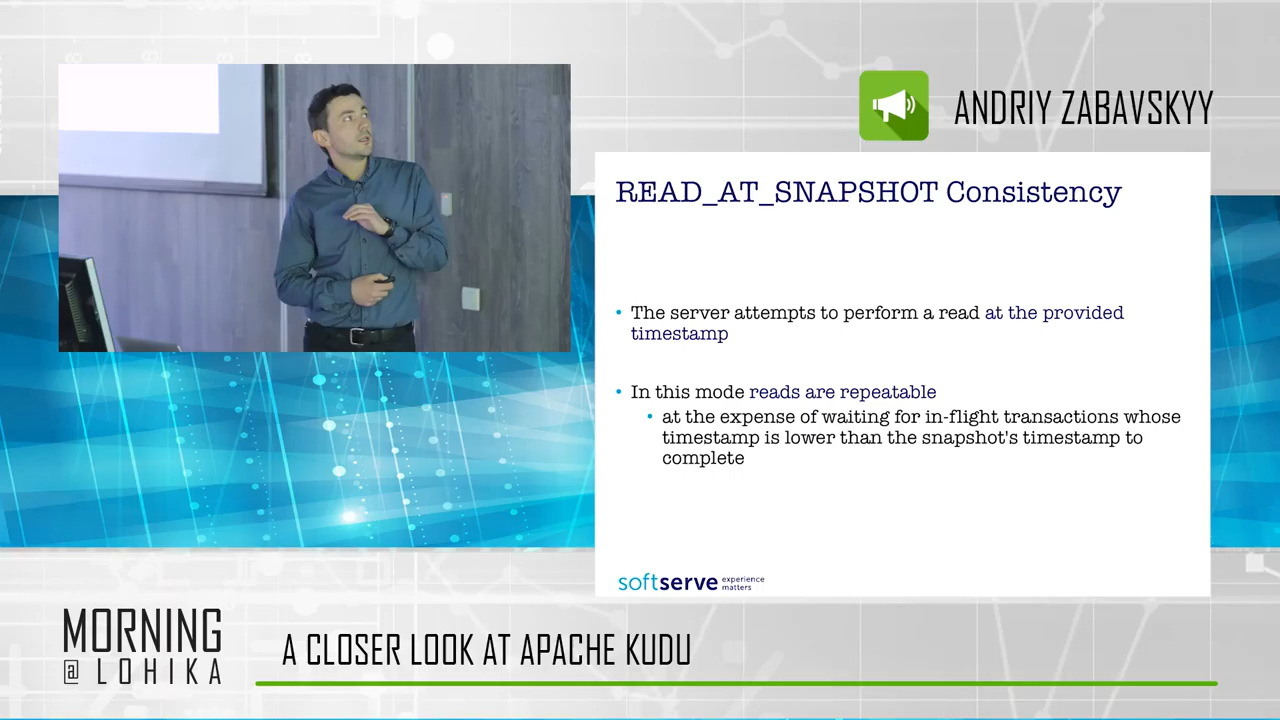 ANDRIY ZABAVSKYY
READ_AT_SNAPSHOT Consistency
• The server attempts to perform a read at the provided
timestamp
• In this mode reads are repeatable
• at the expense of waiting for in-flight transactions whose
timestamp is lower than the snapshot's timestamp to
complete
softserve experience
matters
MORNING
@ LOHIKA
A CLOSER LOOK AT APACHE KUDU